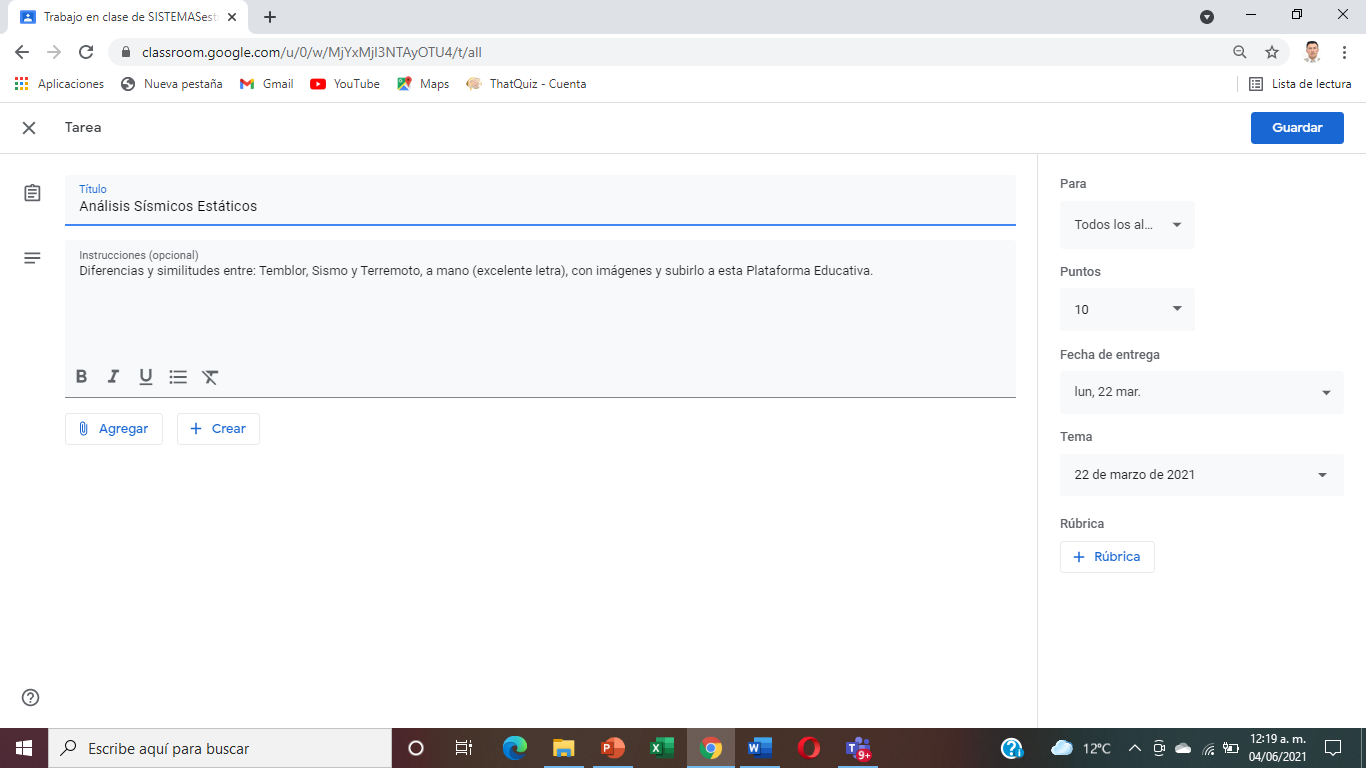 Trabajo en clase de SISTEMASest
classroom.google.com/u/0/w/MjYxMjI3NTAyOTU4/t/all
Aplicaciones Nueva pestaña Gmail YouTube Maps ThatQuiz - Cuenta Lista de lectura
Tarea Guardar
Título
Análisis Sísmicos Estáticos
Instrucciones (opcional)
Diferencias y similitudes entre: Temblor, Sismo y Terremoto, a mano (excelente letra), con imágenes y subirlo a esta Plataforma Educativa.
B I U
Agregar Crear
Para
Todos los al...
Puntos
10
Fecha de entrega
lun, 22 mar.
Tema
22 de marzo de 2021
Rúbrica
Rúbrica
Escribe aquí para buscar
9+
12°C
12:19 a. m.
04/06/2021